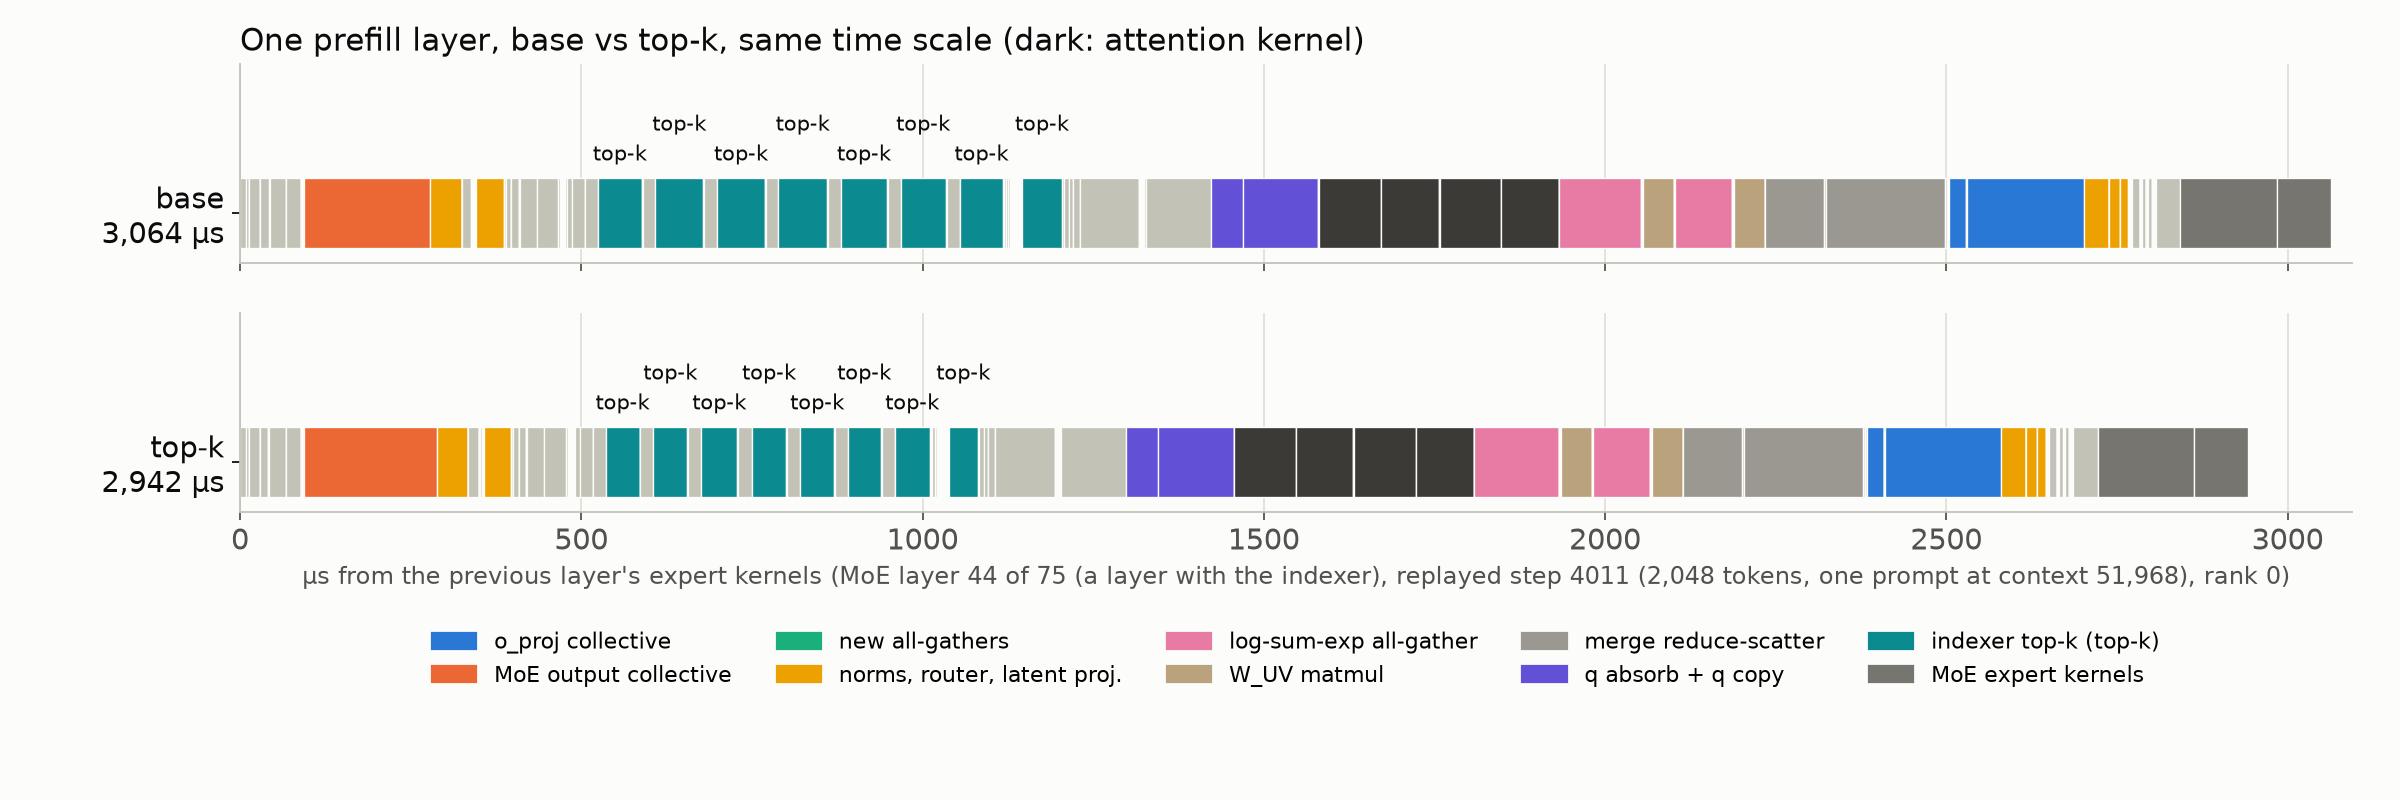 One prefill layer, base vs top-k, same time scale (dark: attention kernel)
top-k top-k top-k top-k
top-k top-k top-k top-k
base
3,064 µs
top-k top-k top-k top-k
top-k top-k top-k top-k
top-k
2,942 µs
0 500 1000 1500 2000 2500 3000
µs from the previous layer's expert kernels (MoE layer 44 of 75 (a layer with the indexer), replayed step 4011 (2,048 tokens, one prompt at context 51,968), rank 0)
o_proj collective new all-gathers log-sum-exp all-gather merge reduce-scatter indexer top-k (top-k)
MoE output collective norms, router, latent proj. W_UV matmul q absorb + q copy MoE expert kernels